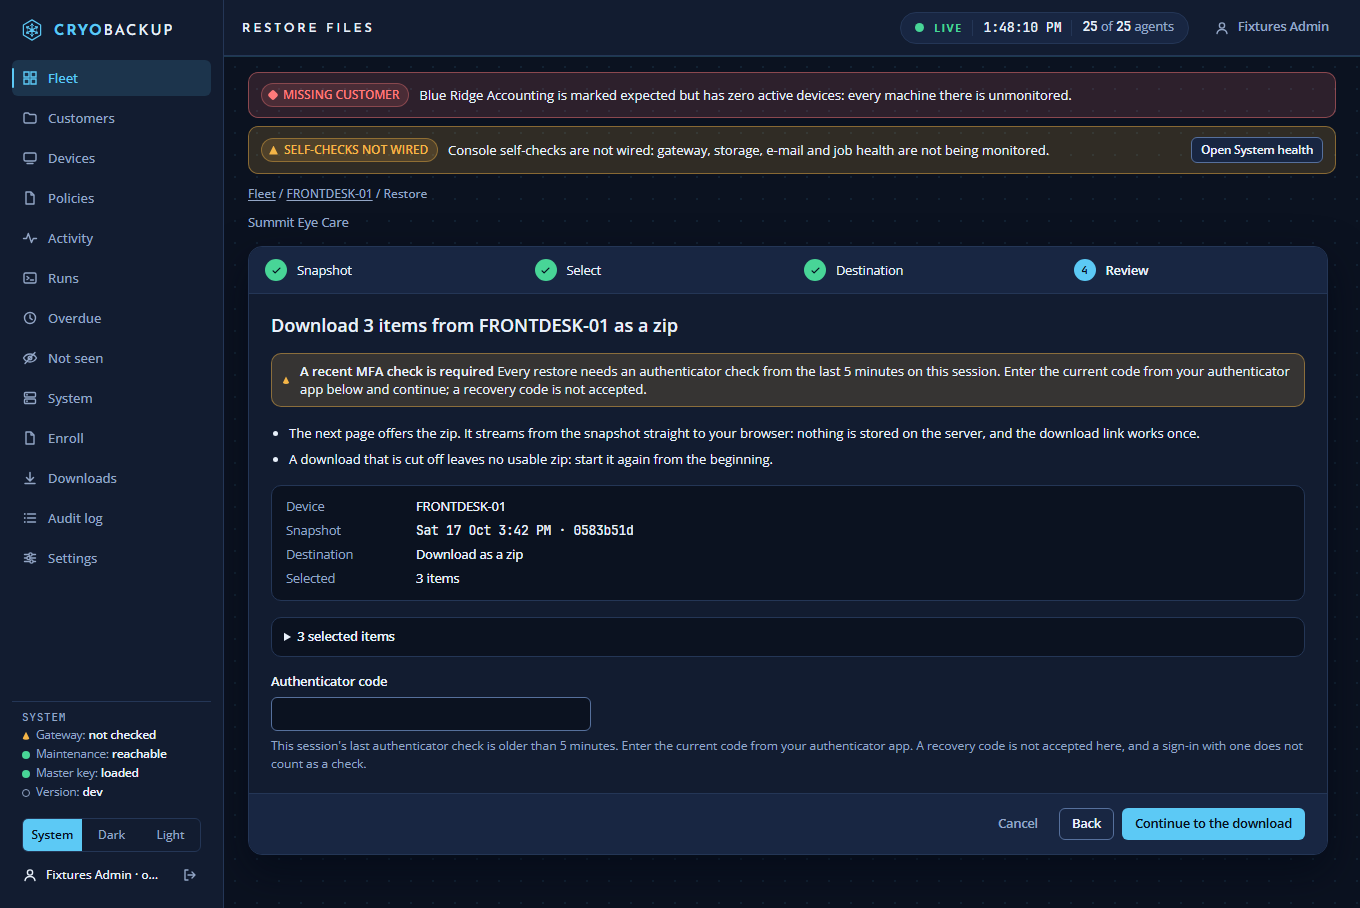 CRYOBACKUP
RESTORE FILES
LIVE 1:48:10 PM 25 of 25 agents
Fixtures Admin
Fleet
Customers
Devices
Policies
Activity
Runs
Overdue
Not seen
System
Enroll
Downloads
Audit log
Settings
SYSTEM
Gateway: not checked
Maintenance: reachable
Master key: loaded
Version: dev
System Dark Light
Fixtures Admin · o...
MISSING CUSTOMER Blue Ridge Accounting is marked expected but has zero active devices: every machine there is unmonitored.
SELF-CHECKS NOT WIRED Console self-checks are not wired: gateway, storage, e-mail and job health are not being monitored. Open System health
Fleet / FRONTDESK-01 / Restore
Summit Eye Care
Snapshot Select Destination 4 Review
Download 3 items from FRONTDESK-01 as a zip
A recent MFA check is required Every restore needs an authenticator check from the last 5 minutes on this session. Enter the current code from your authenticator
app below and continue; a recovery code is not accepted.
• The next page offers the zip. It streams from the snapshot straight to your browser: nothing is stored on the server, and the download link works once.
• A download that is cut off leaves no usable zip: start it again from the beginning.
Device FRONTDESK-01
Snapshot Sat 17 Oct 3:42 PM · 0583b51d
Destination Download as a zip
Selected 3 items
3 selected items
Authenticator code
This session's last authenticator check is older than 5 minutes. Enter the current code from your authenticator app. A recovery code is not accepted here, and a sign-in with one does not
count as a check.
Cancel Back Continue to the download